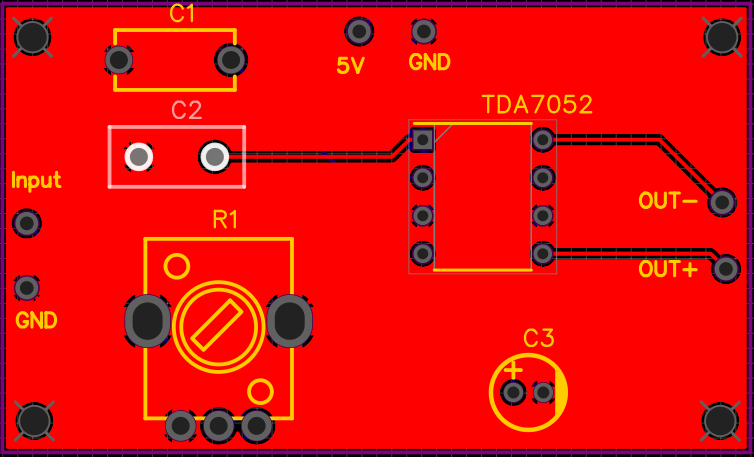 C1
5V
GND
C2
TDA7052
Input
OUT-
R1
OUT+
GND
C3
+